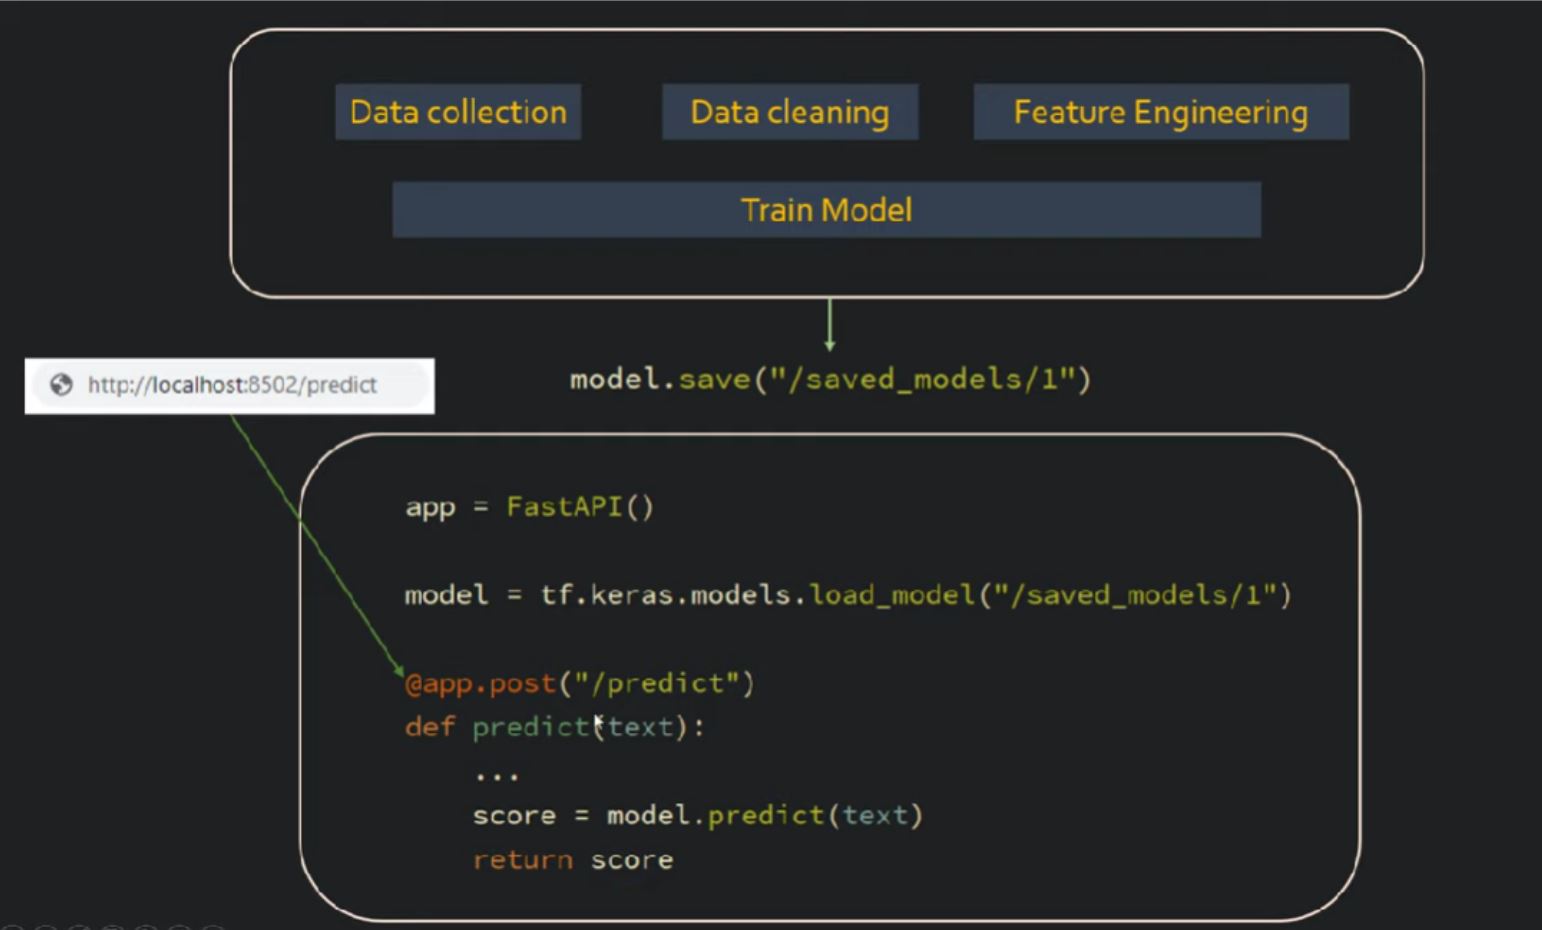 Data collection
Data cleaning
Feature Engineering
Train Model
model.save("/saved_models/1")
http://localhost:8502/predict
app = FastAPI()
model = tf.keras.models.load_model("/saved_models/1")
@app.post("/predict")
def predict(text):
...
score = model.predict(text)
return score